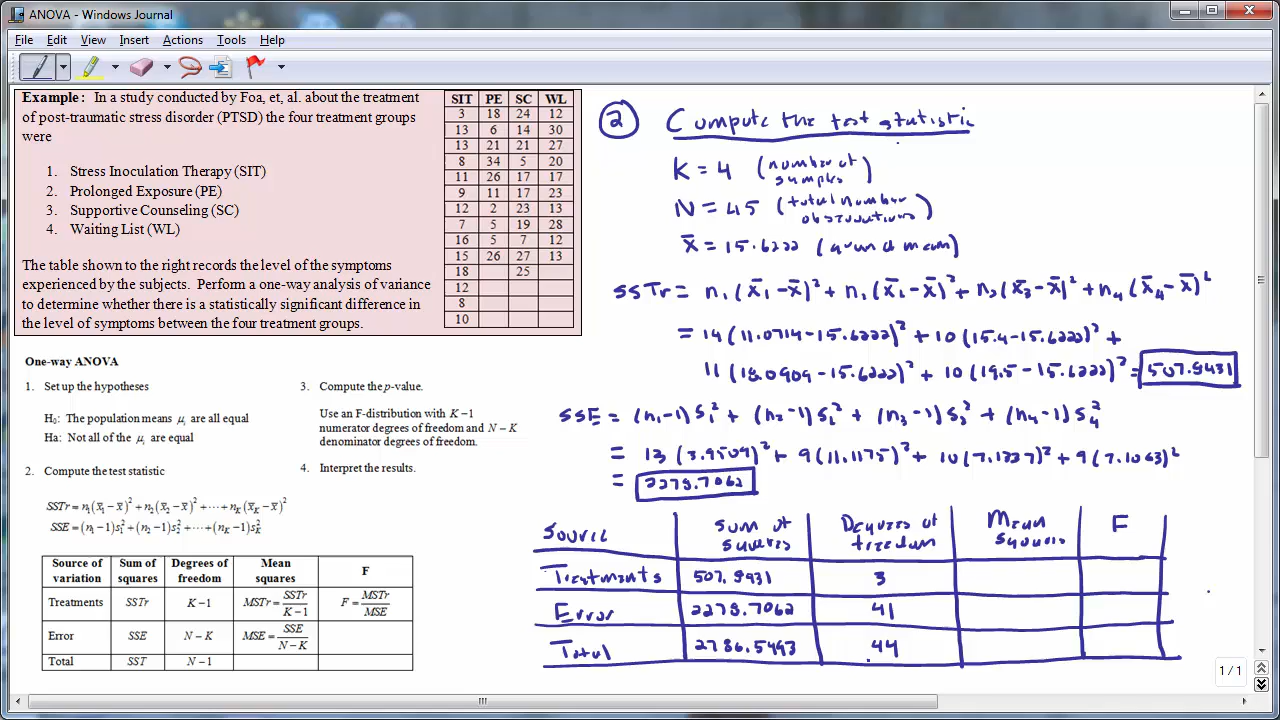 ANOVA - Windows Journal
File Edit View Insert Actions Tools Help
Example: In a study conducted by Foa, et, al. about the treatment
of post-traumatic stress disorder (PTSD) the four treatment groups
were
1. Stress Inoculation Therapy (SIT)
2. Prolonged Exposure (PE)
3. Supportive Counseling (SC)
4. Waiting List (WL)
The table shown to the right records the level of the symptoms
experienced by the subjects. Perform a one-way analysis of variance
to determine whether there is a statistically significant difference in
the level of symptoms between the four treatment groups.
SIT PE SC WL
3 18 24 12
13 6 14 30
13 21 21 27
8 34 5 20
11 26 17 17
9 11 17 23
12 2 23 13
7 5 19 28
16 5 7 12
15 26 27 13
18 25
12
8
10
One-way ANOVA
1. Set up the hypotheses
H₀: The population means μᵢ are all equal
Ha: Not all of the μᵢ are equal
2. Compute the test statistic
SSTr = n₁(x̄₁ − x̄)² + n₂(x̄₂ − x̄)² + ⋯ + n_K(x̄_K − x̄)²
SSE = (n₁ − 1)s₁² + (n₂ − 1)s₂² + ⋯ + (n_K − 1)s_K²
3. Compute the p-value.
Use an F-distribution with K − 1
numerator degrees of freedom and N − K
denominator degrees of freedom.
4. Interpret the results.
Source of variation Sum of squares Degrees of freedom Mean squares F
Treatments SSTr K − 1 MSTr = SSTr / K − 1 F = MSTr / MSE
Error SSE N − K MSE = SSE / N − K
Total SST N − 1
② Compute the test statistic
K = 4 (number of
samples)
N = 45 (total number
observations)
x̄ = 15.6222 (grand mean)
SSTr = n₁(x̄₁ − x̄)² + n₁(x̄₁ − x̄)² + n₃(x̄₃ − x̄)² + n₄(x̄₄ − x̄)²
= 14(11.0714 − 15.6222)² + 10(15.4 − 15.6222)² +
11(18.0909 − 15.6222)² + 10(19.5 − 15.6222)² = 507.8431
SSE = (n₁ − 1)S₁² + (n₂ − 1)S₂² + (n₃ − 1)S₃² + (n₄ − 1)S₄²
= 13(3.9509)² + 9(11.1175)² + 10(7.1337)² + 9(7.1063)²
= 2278.7062
Source Sum of squares Degrees of freedom Mean squares F
Treatments 507.8431 3
Error 2278.7062 41
Total 2786.5493 44
1 / 1